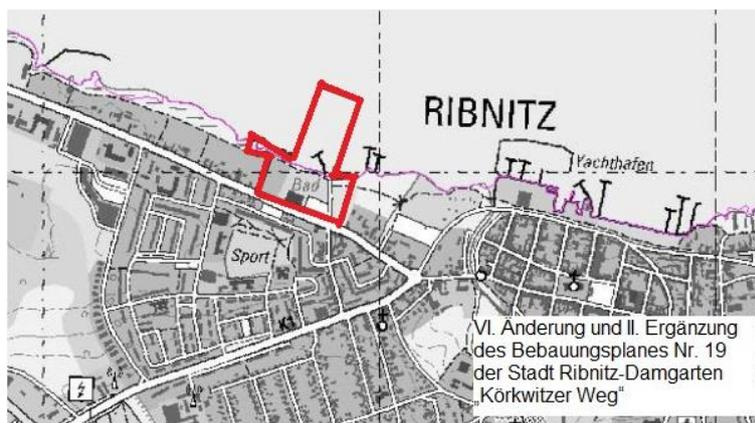 RIBNITZ
Yachthafen
Bad
Sport
K1
VI. Änderung und II. Ergänzung
des Bebauungsplanes Nr. 19
der Stadt Ribnitz-Damgarten
„Körkwitzer Weg“